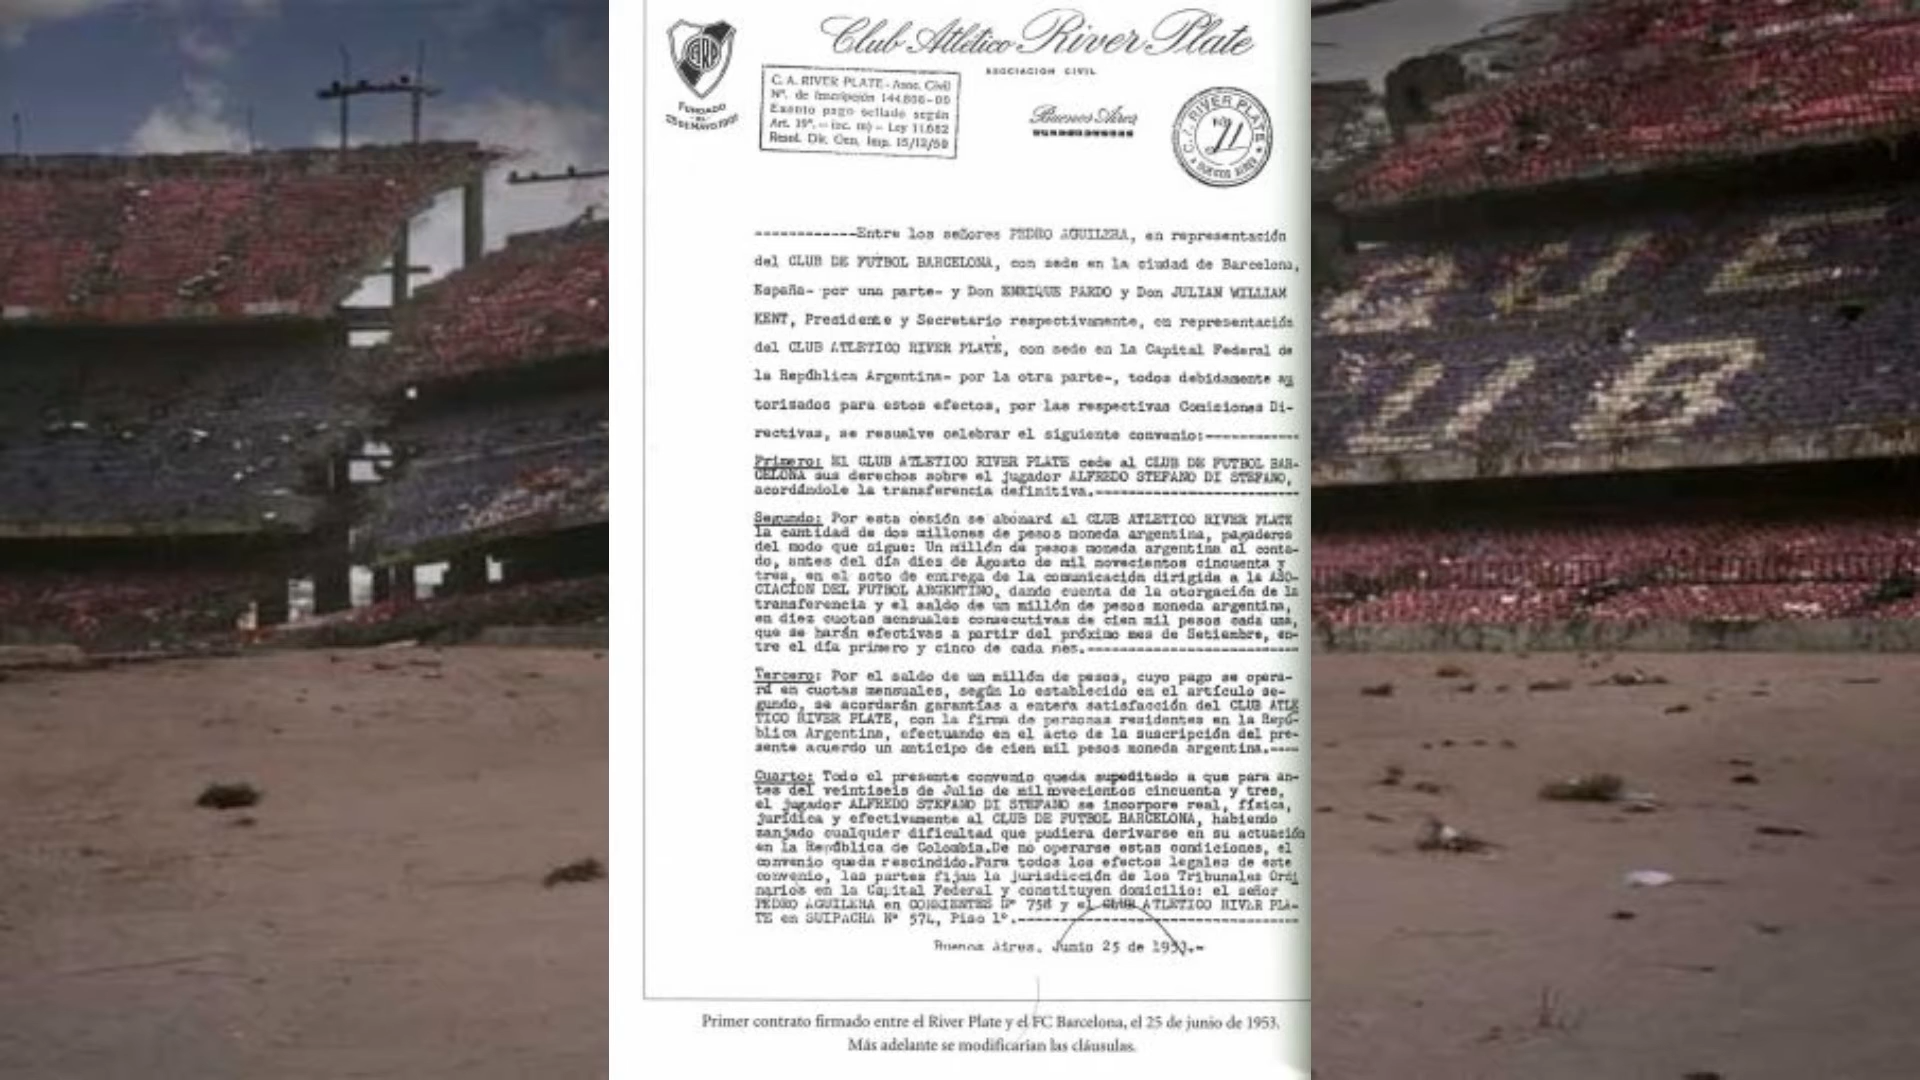 Club Atlético River Plate
ASOCIACION CIVIL
CARP
FUNDADO
EL
25 DE MAYO 1901
C. A. RIVER PLATE - Asoc. Civil
Nº. de Inscripción
Exento pago sellado según
Art. 19º. - inc. m) - Ley 11.682
Resol. Dir. Gen. Imp. 15/12/50
Buenos Aires
RIVER PLATE
BUENOS AIRES
------------Entre los señores PEDRO AGUILERA, en representación
del CLUB DE FUTBOL BARCELONA, con sede en la ciudad de Barcelona,
España- por una parte- y Don ENRIQUE PARDO y Don JULIAN WILLIAM
KENT, Presidente y Secretario respectivamente, en representación
del CLUB ATLETICO RIVER PLATE, con sede en la Capital Federal de
la República Argentina- por la otra parte-, todos debidamente au
torizados para estos efectos, por las respectivas Comisiones Di-
rectivas, se resuelve celebrar el siguiente convenio:-----------
Primero: El CLUB ATLETICO RIVER PLATE cede al CLUB DE FUTBOL BAR-
CELONA sus derechos sobre el jugador ALFREDO STEFANO DI STEFANO,
acordándole la transferencia definitiva.------------------------
Segundo: Por esta cesión se abonará al CLUB ATLETICO RIVER PLATE
la cantidad de dos millones de pesos moneda argentina, pagaderos
del modo que sigue: Un millón de pesos moneda argentina al conta-
do, antes del día dies de Agosto de mil novecientos cincuenta y
tres, en el acto de entrega de la comunicación dirigida a la ASO-
CIACION DEL FUTBOL ARGENTINO, dando cuenta de la otorgación de la
transferencia y el saldo de un millón de pesos moneda argentina,
en diez cuotas mensuales consecutivas de cien mil pesos cada una,
que se harán efectivas a partir del próximo mes de Setiembre, en-
tre el día primero y cinco de cada mes.-------------------------
Tercero: Por el saldo de un millón de pesos, cuyo pago se opera-
rá en cuotas mensuales, según lo establecido en el artículo se-
gundo, se acordarán garantías a entera satisfacción del CLUB ATLE
TICO RIVER PLATE, con la firma de personas residentes en la Repú-
blica Argentina, efectuando en el acto de la suscripción del pre-
sente acuerdo un anticipo de cien mil pesos moneda argentina.----
Cuarto: Todo el presente convenio queda supeditado a que para an-
tes del veintiseis de Julio de mil novecientos cincuenta y tres,
el jugador ALFREDO STEFANO DI STEFANO se incorpore real, física,
jurídica y efectivamente al CLUB DE FUTBOL BARCELONA, habiendo
zanjado cualquier dificultad que pudiera derivarse en su actuación
en la República de Colombia.De no operarse estas condiciones, el
convenio queda rescindido.Para todos los efectos legales de este
convenio, las partes fijan la jurisdicción de los Tribunales Ordi
narios en la Capital Federal y constituyen domicilio: el señor
PEDRO AGUILERA en CORRIENTES Nº 758 y el CLUB ATLETICO RIVER PLA-
TE en SUIPACHA Nº 574, Piso 1º.---------------------------------
Buenos Aires, Junio 25 de 1953.-
Primer contrato firmado entre el River Plate y el FC Barcelona, el 25 de junio de 1953.
Más adelante se modificarían las cláusulas.